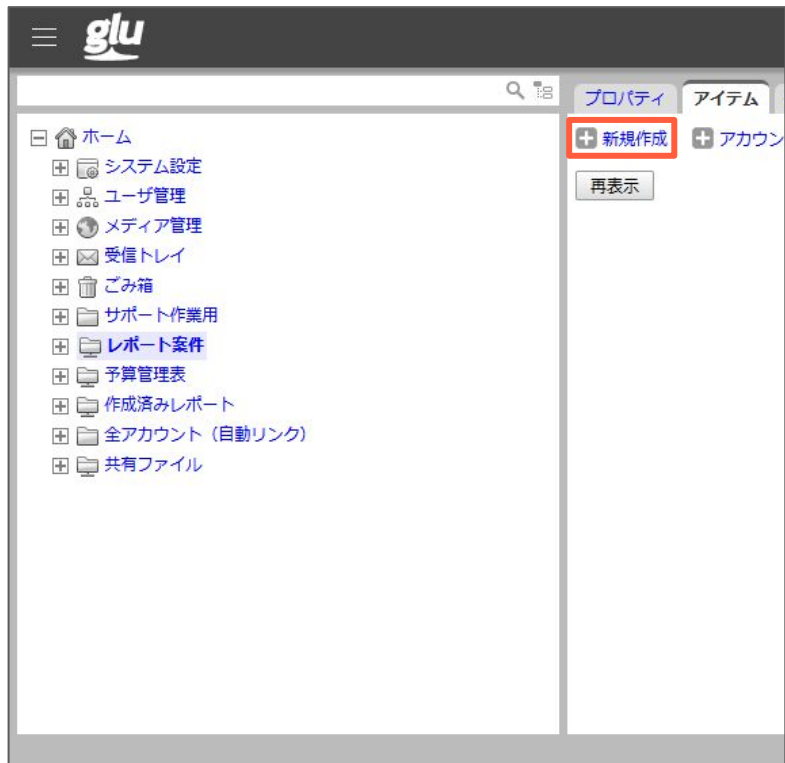 glu
プロパティ アイテム
ホーム
新規作成 アカウン
システム設定
再表示
ユーザ管理
メディア管理
受信トレイ
ごみ箱
サポート作業用
レポート案件
予算管理表
作成済みレポート
全アカウント（自動リンク）
共有ファイル